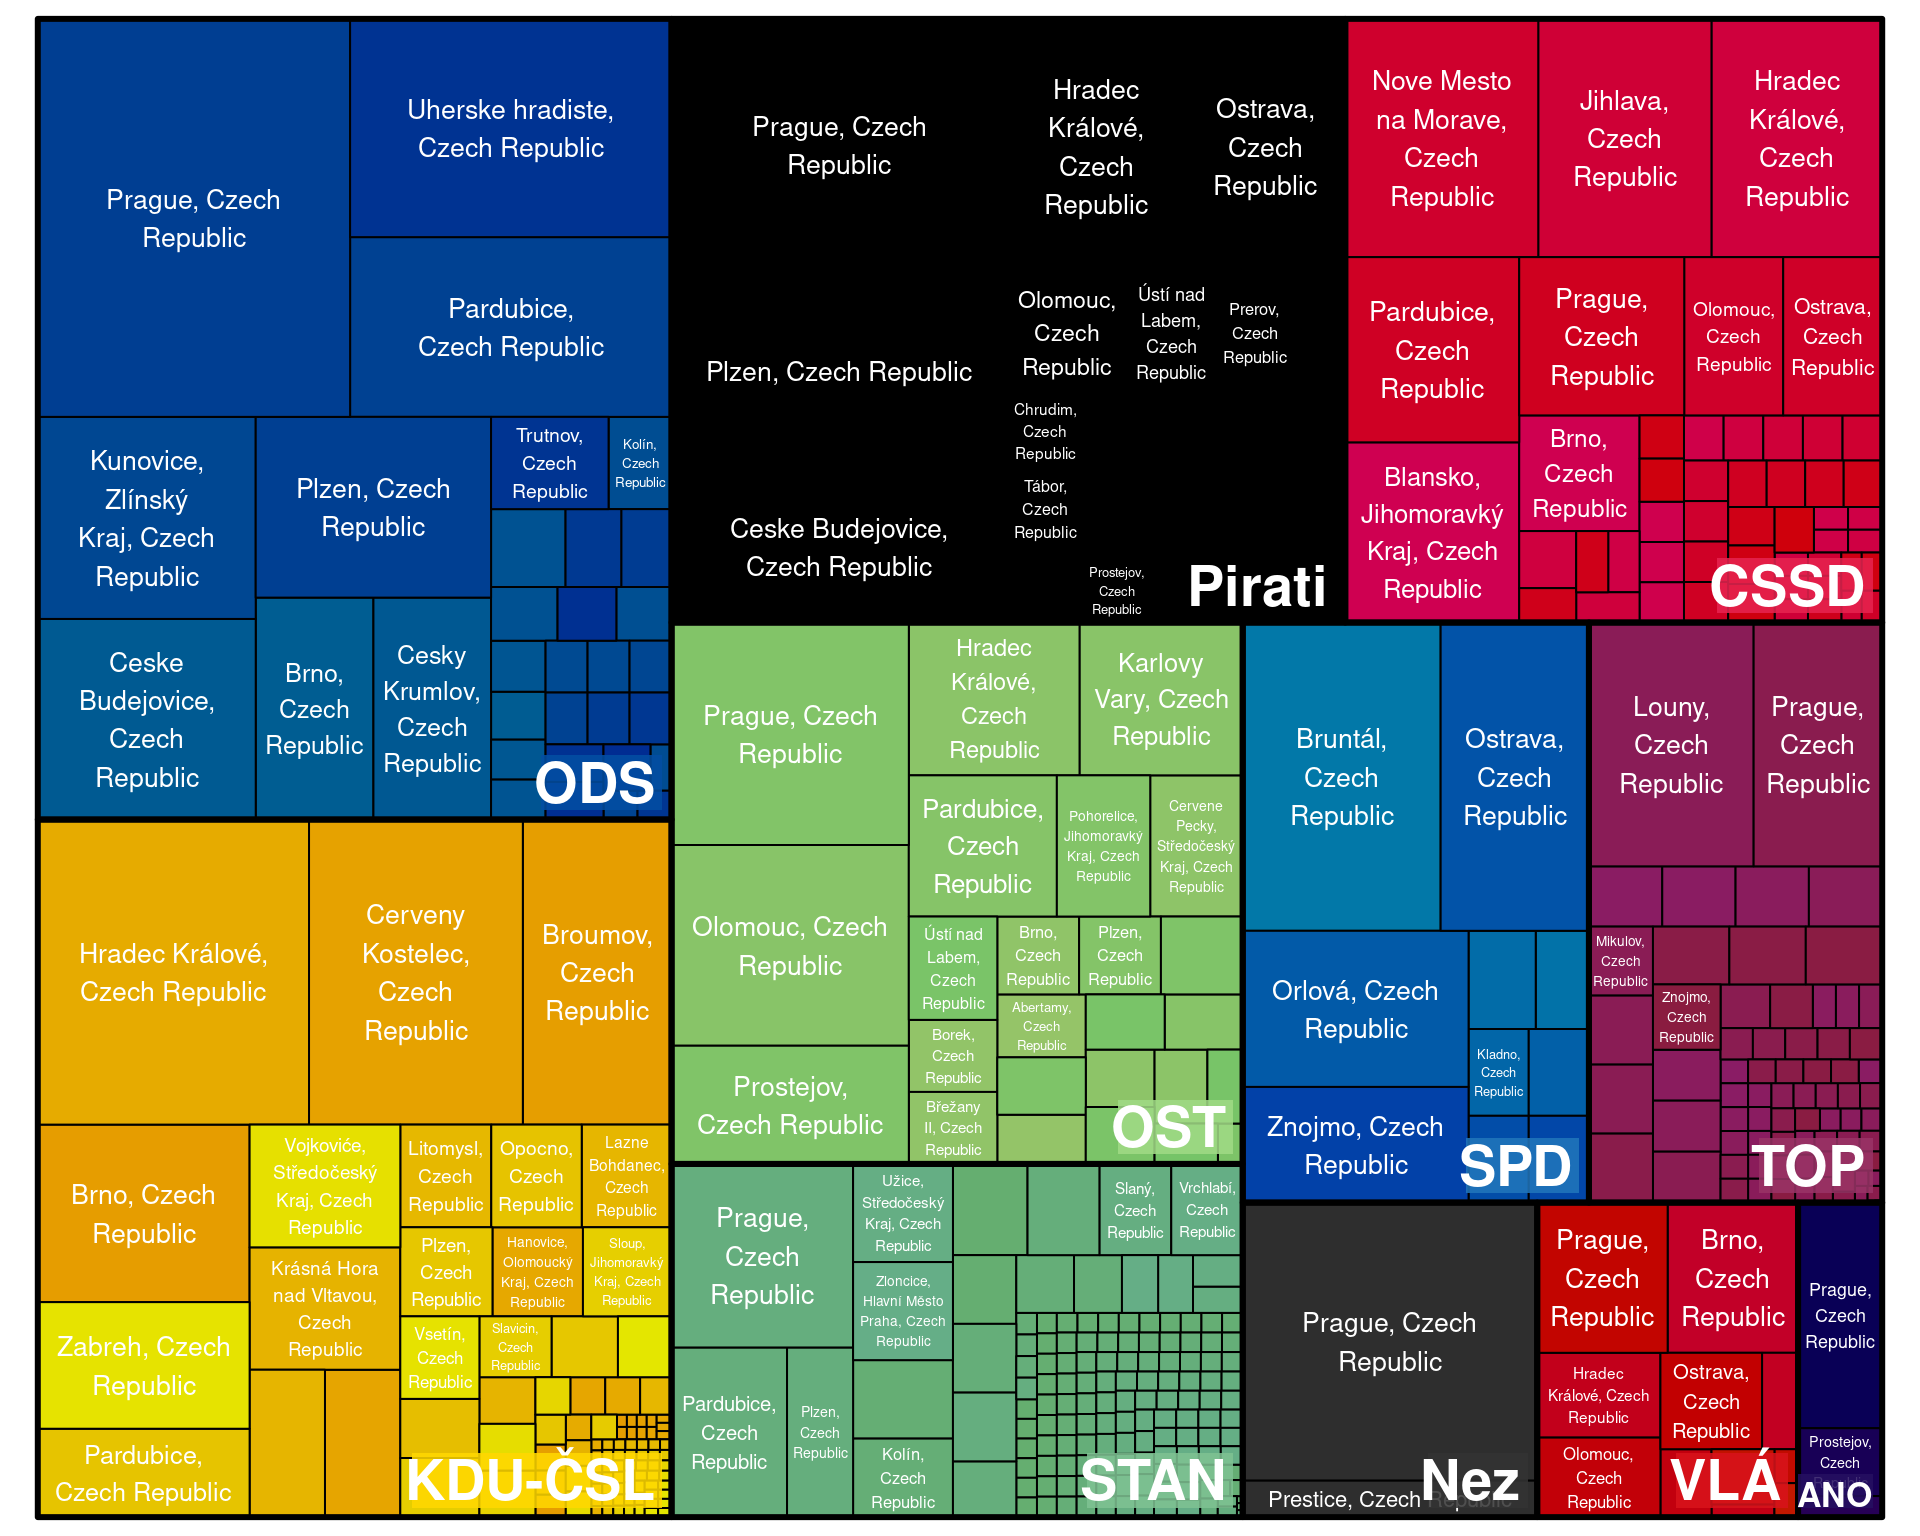 Prague, Czech
Republic
Uherske hradiste,
Czech Republic
Pardubice,
Czech Republic
Kunovice,
Zlínský
Kraj, Czech
Republic
Plzen, Czech
Republic
Trutnov,
Czech
Republic
Kolín,
Czech
Republic
Ceske
Budejovice,
Czech
Republic
Brno,
Czech
Republic
Cesky
Krumlov,
Czech
Republic
ODS
Prague, Czech
Republic
Hradec
Králové,
Czech
Republic
Ostrava,
Czech
Republic
Plzen, Czech Republic
Olomouc,
Czech
Republic
Ústí nad
Labem,
Czech
Republic
Prerov,
Czech
Republic
Chrudim,
Czech
Republic
Tábor,
Czech
Republic
Ceske Budejovice,
Czech Republic
Prostejov,
Czech
Republic
Pirati
Nove Mesto
na Morave,
Czech
Republic
Jihlava,
Czech
Republic
Hradec
Králové,
Czech
Republic
Pardubice,
Czech
Republic
Prague,
Czech
Republic
Olomouc,
Czech
Republic
Ostrava,
Czech
Republic
Blansko,
Jihomoravký
Kraj, Czech
Republic
Brno,
Czech
Republic
CSSD
Hradec Králové,
Czech Republic
Cerveny
Kostelec,
Czech
Republic
Broumov,
Czech
Republic
Brno, Czech
Republic
Vojkoviće,
Středočeský
Kraj, Czech
Republic
Litomysl,
Czech
Republic
Opocno,
Czech
Republic
Lazne
Bohdanec,
Czech
Republic
Krásná Hora
nad Vltavou,
Czech
Republic
Plzen,
Czech
Republic
Hanovice,
Olomoucký
Kraj, Czech
Republic
Sloup,
Jihomoravký
Kraj, Czech
Republic
Zabreh, Czech
Republic
Vsetín,
Czech
Republic
Slavicin,
Czech
Republic
Pardubice,
Czech Republic
KDU-ČSL
Prague, Czech
Republic
Hradec
Králové,
Czech
Republic
Karlovy
Vary, Czech
Republic
Pardubice,
Czech
Republic
Pohorelice,
Jihomoravký
Kraj, Czech
Republic
Cervene
Pecky,
Středočeský
Kraj, Czech
Republic
Olomouc, Czech
Republic
Ústí nad
Labem,
Czech
Republic
Brno,
Czech
Republic
Plzen,
Czech
Republic
Abertamy,
Czech
Republic
Borek,
Czech
Republic
Prostejov,
Czech Republic
Břežany
II, Czech
Republic
OST
Prague,
Czech
Republic
Užice,
Středočeský
Kraj, Czech
Republic
Slaný,
Czech
Republic
Vrchlabí,
Czech
Republic
Zloncice,
Hlavní Město
Praha, Czech
Republic
Pardubice,
Czech
Republic
Plzen,
Czech
Republic
Kolín,
Czech
Republic
STAN
Bruntál,
Czech
Republic
Ostrava,
Czech
Republic
Orlová, Czech
Republic
Kladno,
Czech
Republic
Znojmo, Czech
Republic
SPD
Louny,
Czech
Republic
Prague,
Czech
Republic
Mikulov,
Czech
Republic
Znojmo,
Czech
Republic
TOP
Prague, Czech
Republic
Prestice, Czech Republic
Nez
Prague,
Czech
Republic
Brno,
Czech
Republic
Hradec
Králové, Czech
Republic
Ostrava,
Czech
Republic
Olomouc,
Czech
Republic
VLÁ
Prague,
Czech
Republic
Prostejov,
Czech
Republic
ANO